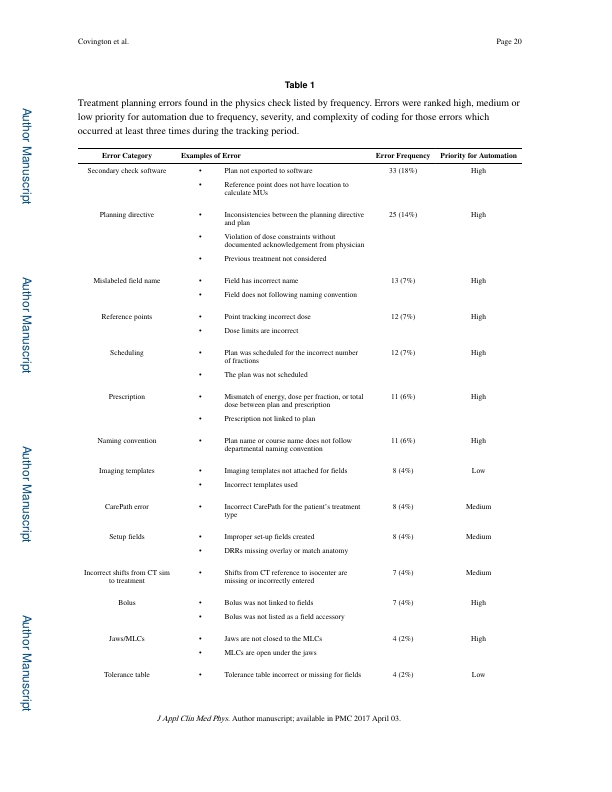 Covington et al.
Page 20
Table 1
Treatment planning errors found in the physics check listed by frequency. Errors were ranked high, medium or
low priority for automation due to frequency, severity, and complexity of coding for those errors which
occurred at least three times during the tracking period.
Error Category Examples of Error Error Frequency Priority for Automation
Secondary check software • Plan not exported to software 33 (18%) High
• Reference point does not have location to
calculate MUs
Planning directive • Inconsistencies between the planning directive 25 (14%) High
and plan
• Violation of dose constraints without
documented acknowledgement from physician
• Previous treatment not considered
Mislabeled field name • Field has incorrect name 13 (7%) High
• Field does not following naming convention
Reference points • Point tracking incorrect dose 12 (7%) High
• Dose limits are incorrect
Scheduling • Plan was scheduled for the incorrect number 12 (7%) High
of fractions
• The plan was not scheduled
Prescription • Mismatch of energy, dose per fraction, or total 11 (6%) High
dose between plan and prescription
• Prescription not linked to plan
Naming convention • Plan name or course name does not follow 11 (6%) High
departmental naming convention
Imaging templates • Imaging templates not attached for fields 8 (4%) Low
• Incorrect templates used
CarePath error • Incorrect CarePath for the patient's treatment 8 (4%) Medium
type
Setup fields • Improper set-up fields created 8 (4%) Medium
• DRRs missing overlay or match anatomy
Incorrect shifts from CT sim • Shifts from CT reference to isocenter are 7 (4%) Medium
to treatment missing or incorrectly entered
Bolus • Bolus was not linked to fields 7 (4%) High
• Bolus was not listed as a field accessory
Jaws/MLCs • Jaws are not closed to the MLCs 4 (2%) High
• MLCs are open under the jaws
Tolerance table • Tolerance table incorrect or missing for fields 4 (2%) Low
J Appl Clin Med Phys. Author manuscript; available in PMC 2017 April 03.
Author Manuscript
Author Manuscript
Author Manuscript
Author Manuscript